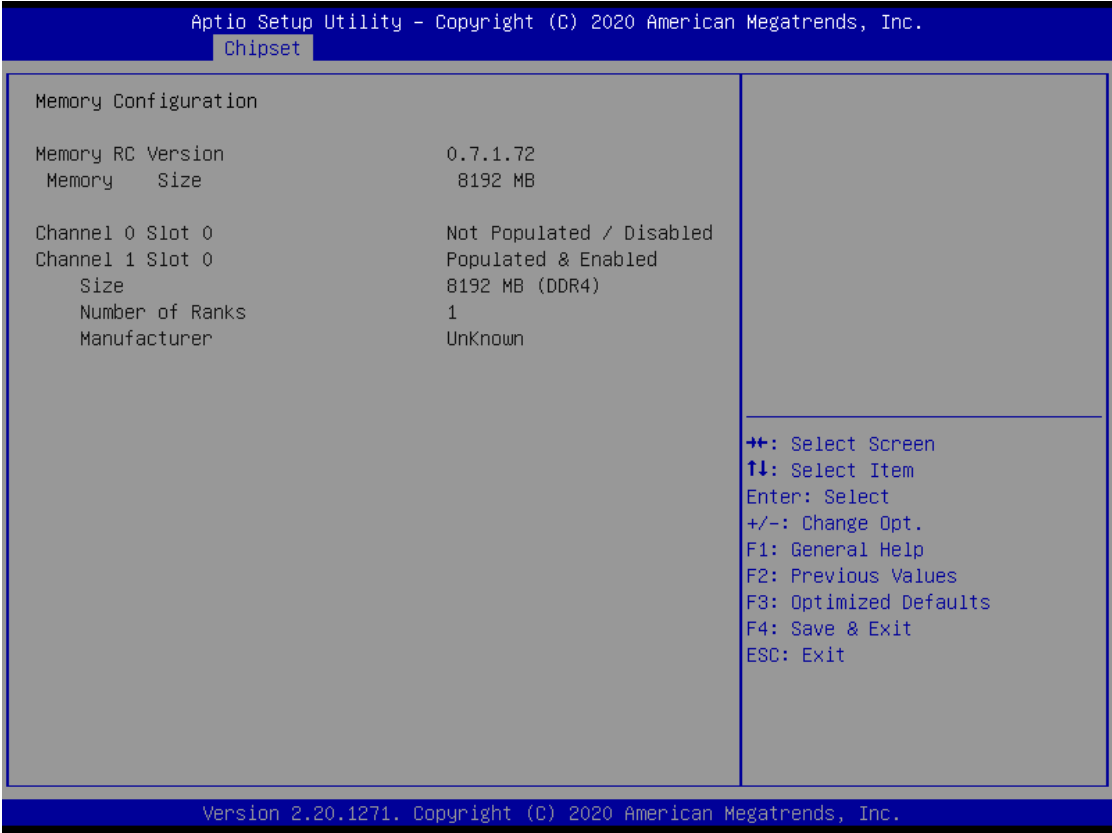 Aptio Setup Utility – Copyright (C) 2020 American Megatrends, Inc.
Chipset
Memory Configuration
Memory RC Version 0.7.1.72
Memory Size 8192 MB
Channel 0 Slot 0 Not Populated / Disabled
Channel 1 Slot 0 Populated & Enabled
Size 8192 MB (DDR4)
Number of Ranks 1
Manufacturer UnKnown
→←: Select Screen
↑↓: Select Item
Enter: Select
+/-: Change Opt.
F1: General Help
F2: Previous Values
F3: Optimized Defaults
F4: Save & Exit
ESC: Exit
Version 2.20.1271. Copyright (C) 2020 American Megatrends, Inc.